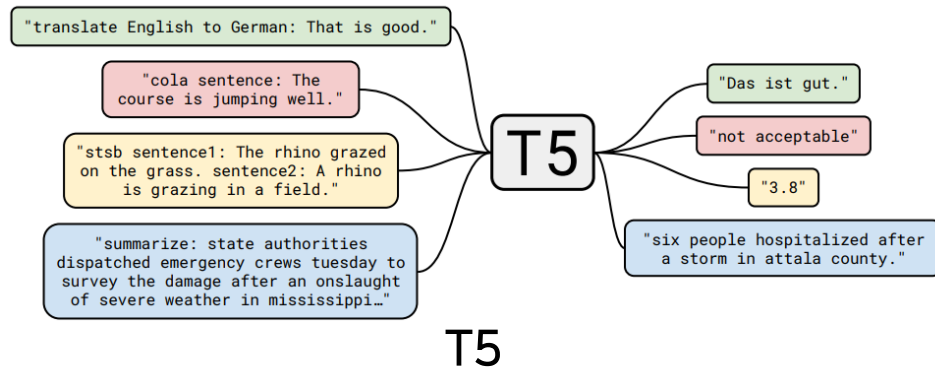 "translate English to German: That is good."
"cola sentence: The
course is jumping well."
"stsb sentence1: The rhino grazed
on the grass. sentence2: A rhino
is grazing in a field."
"summarize: state authorities
dispatched emergency crews tuesday to
survey the damage after an onslaught
of severe weather in mississippi…"
T5
"Das ist gut."
"not acceptable"
"3.8"
"six people hospitalized after
a storm in attala county."
T5